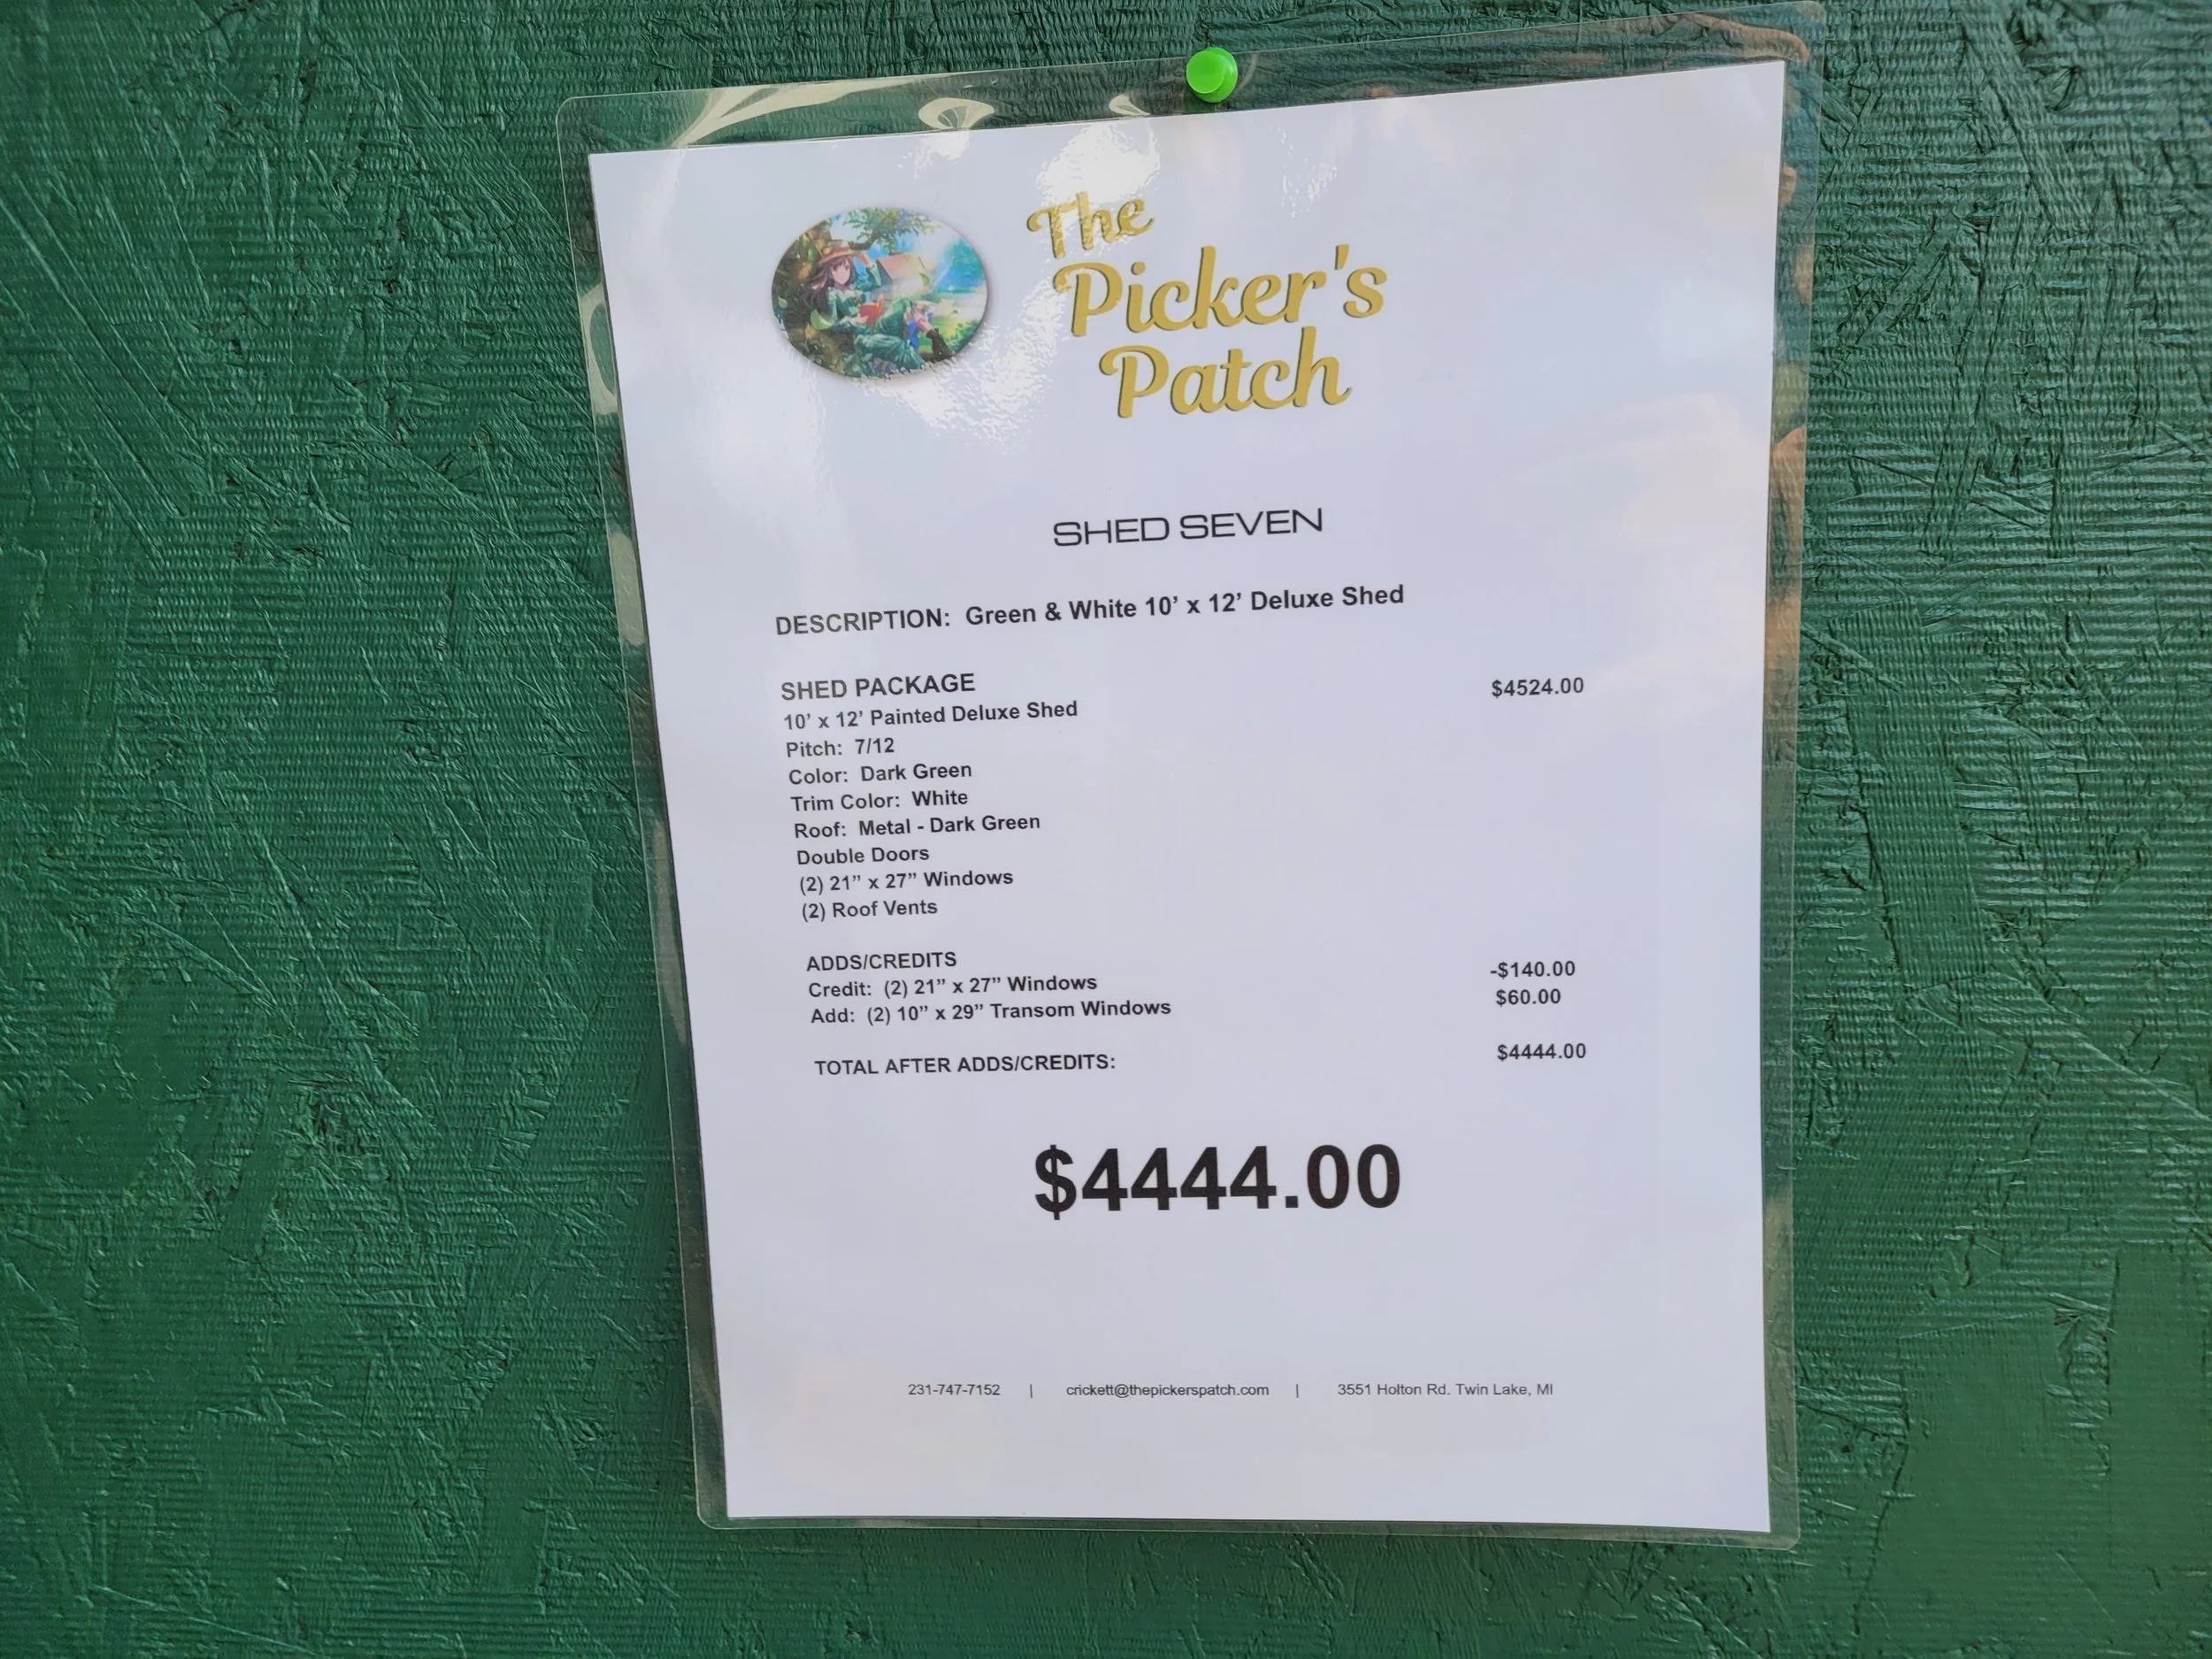 The
Picker's
Patch
SHED SEVEN
DESCRIPTION: Green & White 10’ x 12’ Deluxe Shed
SHED PACKAGE $4524.00
10’ x 12’ Painted Deluxe Shed
Pitch: 7/12
Color: Dark Green
Trim Color: White
Roof: Metal - Dark Green
Double Doors
(2) 21” x 27” Windows
(2) Roof Vents
ADDS/CREDITS
Credit: (2) 21” x 27” Windows -$140.00
Add: (2) 10” x 29” Transom Windows $60.00
TOTAL AFTER ADDS/CREDITS: $4444.00
$4444.00
231-747-7152 | crickett@thepickerspatch.com | 3551 Holton Rd. Twin Lake, MI